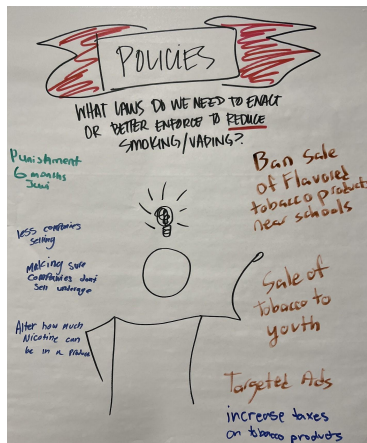 POLICIES
WHAT LAWS DO WE NEED TO ENACT
OR BETTER ENFORCE TO REDUCE
SMOKING/VAPING?
Punishment
6 months
Ban Sale
of Flavored
tobacco products
near schools
less companies
selling
Making sure
companies dont
sell underage
Sale of
tobacco to
youth
Alter how much
Nicotine can
be in a product
Targeted Ads
increase taxes
on tobacco products